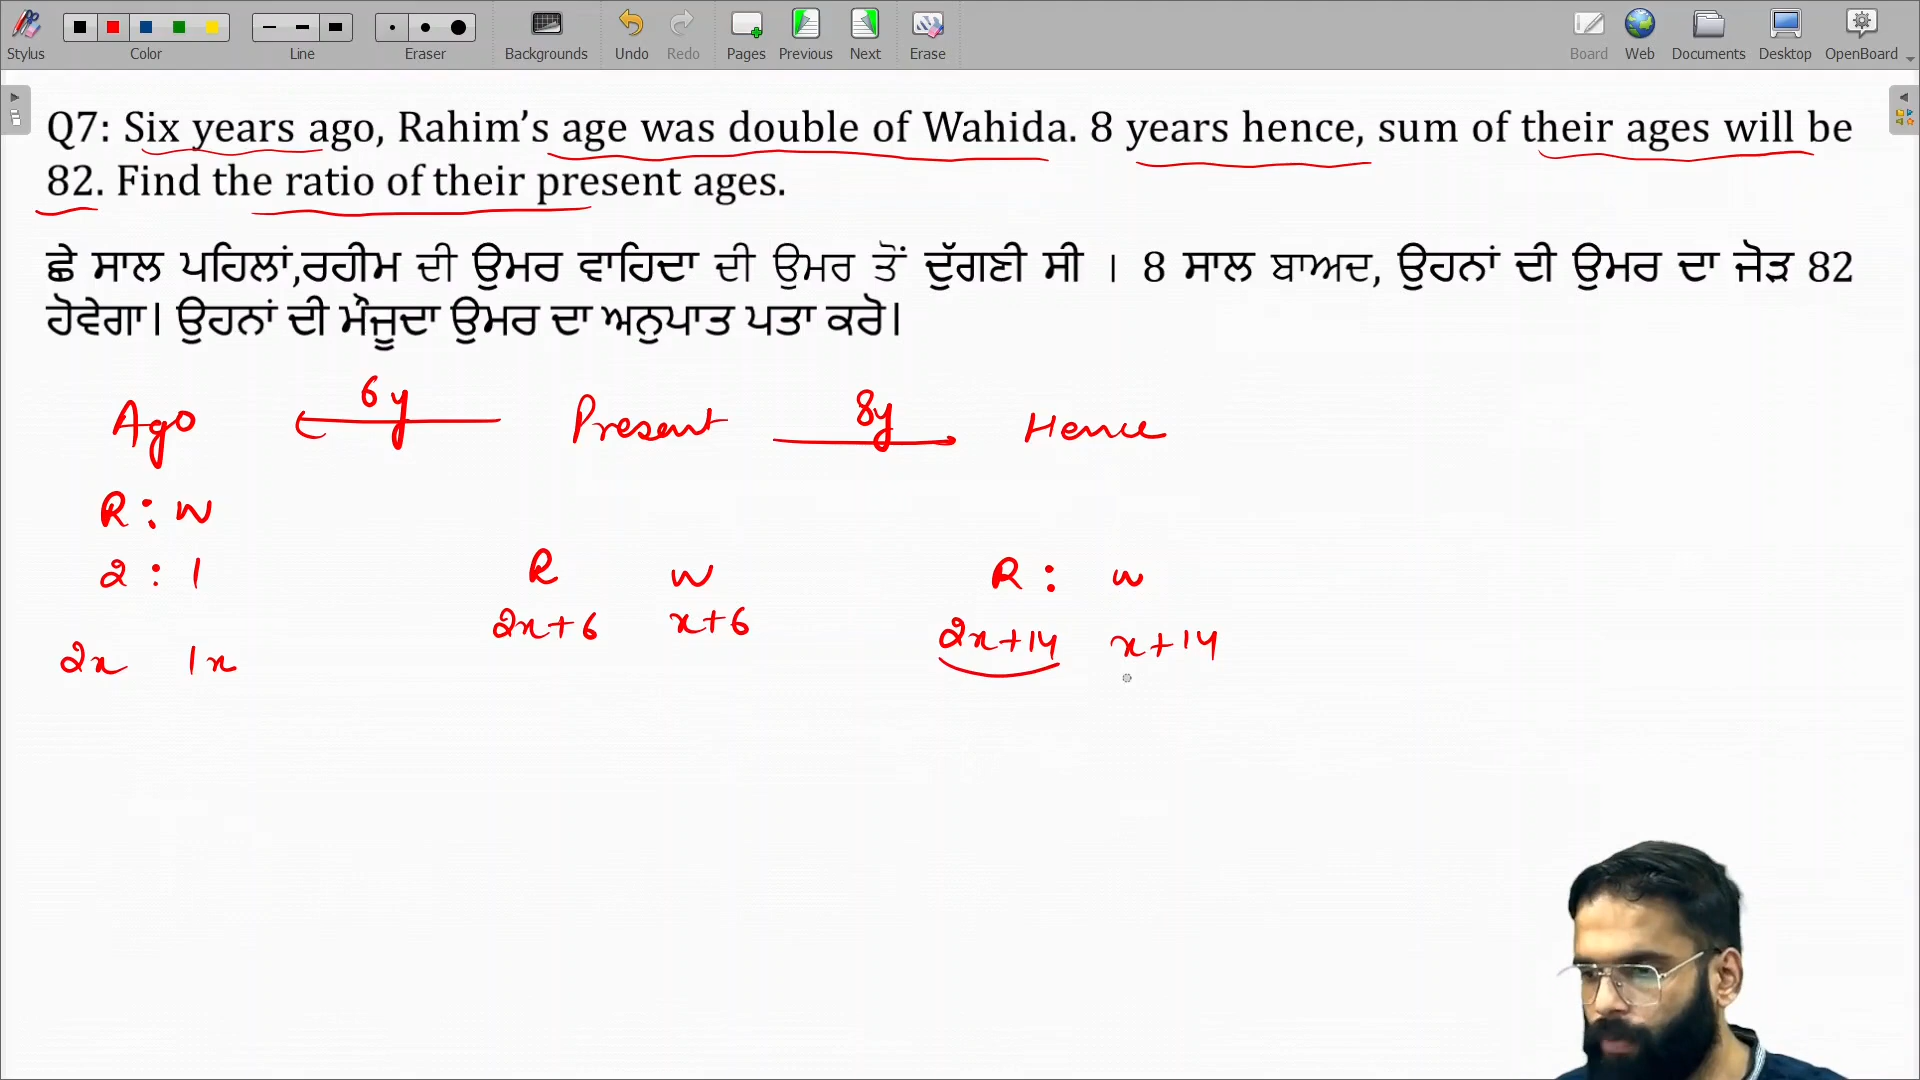 Stylus Color Line Eraser Backgrounds Undo Redo Pages Previous Next Erase Board Web Documents Desktop OpenBoard
Q7: Six years ago, Rahim’s age was double of Wahida. 8 years hence, sum of their ages will be
82. Find the ratio of their present ages.
ਛੇ ਸਾਲ ਪਹਿਲਾਂ,ਰਹੀਮ ਦੀ ਉਮਰ ਵਾਹਿਦਾ ਦੀ ਉਮਰ ਤੋਂ ਦੁੱਗਣੀ ਸੀ । 8 ਸਾਲ ਬਾਅਦ, ਉਹਨਾਂ ਦੀ ਉਮਰ ਦਾ ਜੋੜ 82
ਹੋਵੇਗਾ। ਉਹਨਾਂ ਦੀ ਮੌਜੂਦਾ ਉਮਰ ਦਾ ਅਨੁਪਾਤ ਪਤਾ ਕਰੋ।
Ago 6y Present 8y Hence
R : W
2 : 1 R W R : W
2x+6 x+6 2x+14 x+14
2x 1x